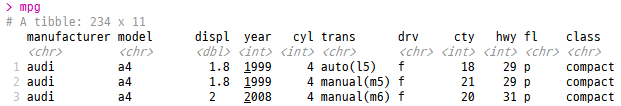 > mpg
# A tibble: 234 x 11
manufacturer model displ year cyl trans drv cty hwy fl class
<chr> <chr> <dbl> <int> <int> <chr> <chr> <int> <int> <chr> <chr>
1 audi a4 1.8 1999 4 auto(l5) f 18 29 p compact
2 audi a4 1.8 1999 4 manual(m5) f 21 29 p compact
3 audi a4 2 2008 4 manual(m6) f 20 31 p compact